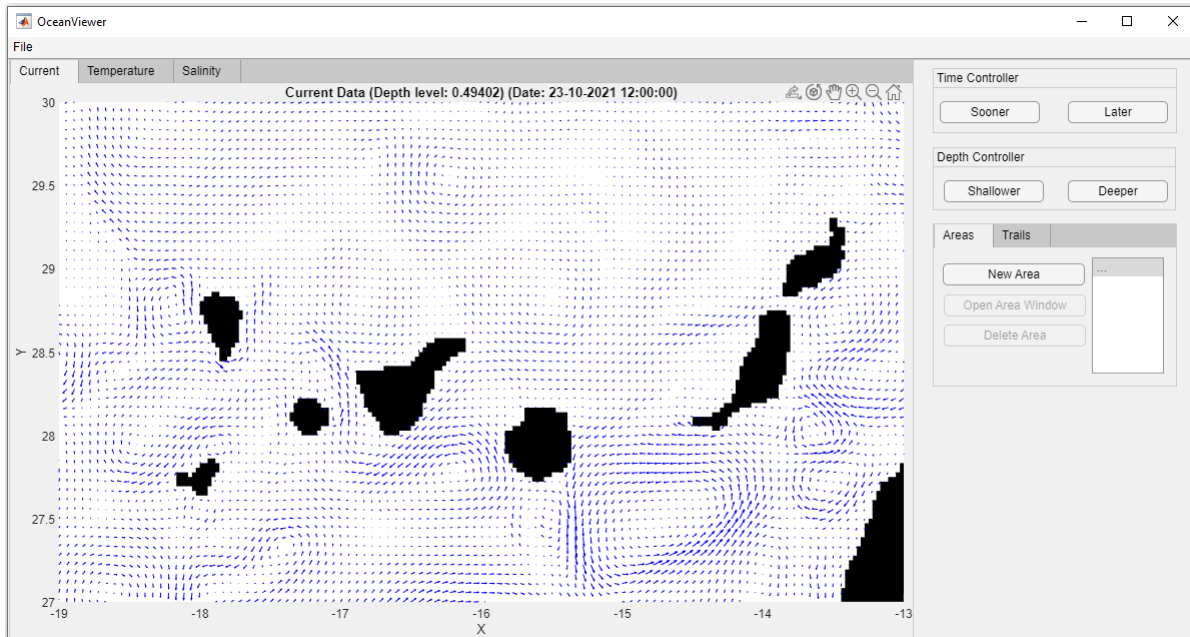 OceanViewer
File
Current Temperature Salinity
Current Data (Depth level: 0.49402) (Date: 23-10-2021 12:00:00)
30
29.5
29
28.5
28
27.5
27
Y
-19 -18 -17 -16 -15 -14 -13
X
Time Controller
Sooner Later
Depth Controller
Shallower Deeper
Areas Trails
New Area
...
Open Area Window
Delete Area